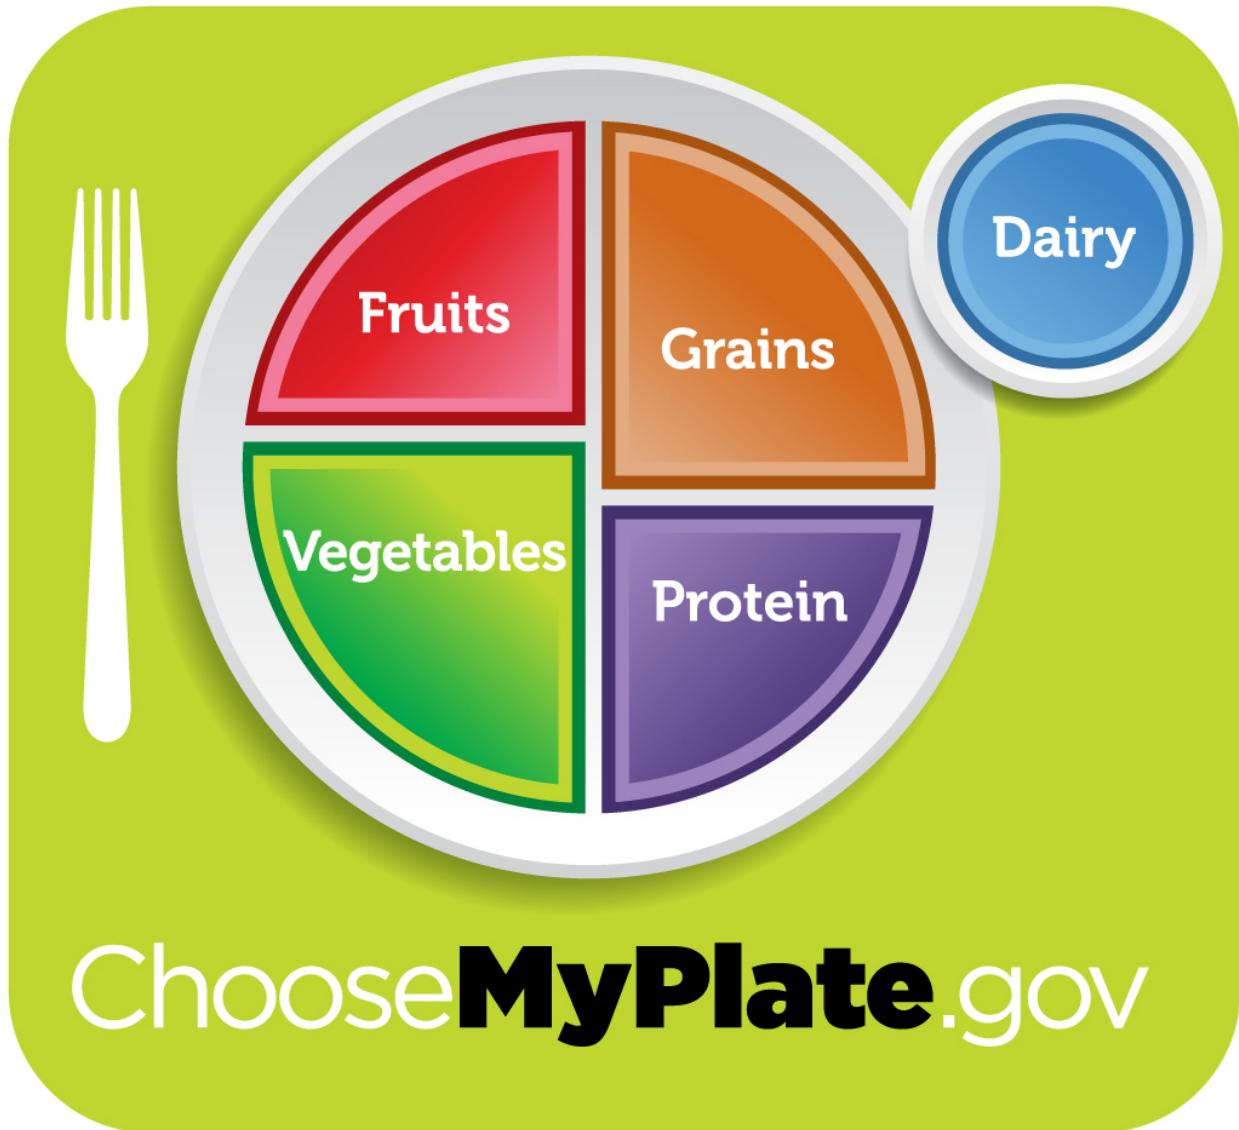 Dairy
Fruits
Grains
Vegetables
Protein
ChooseMyPlate.gov